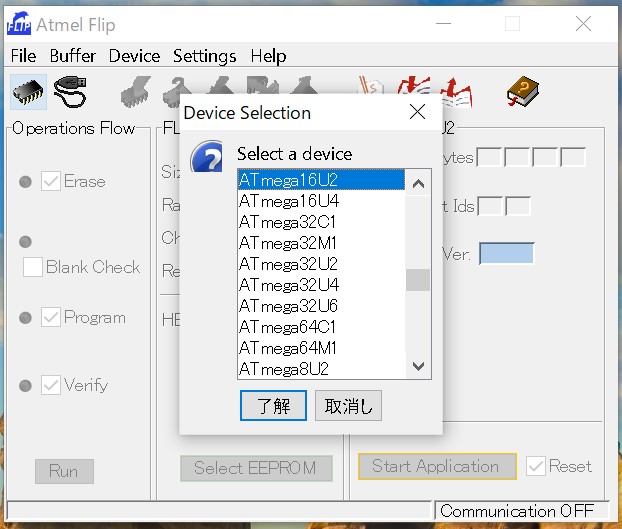 FLIP Atmel Flip
File Buffer Device Settings Help
Device Selection
Operations Flow
FL
U2
Select a device
Erase
Siz
ytes
ATmega16U2
ATmega16U4
Ra
t Ids
ATmega32C1
Ch
ATmega32M1
Ver.
Blank Check
Re
ATmega32U2
ATmega32U4
ATmega32U6
Program
HE
ATmega64C1
ATmega64M1
ATmega8U2
Verify
了解 取消し
Run
Select EEPROM
Start Application
Reset
Communication OFF